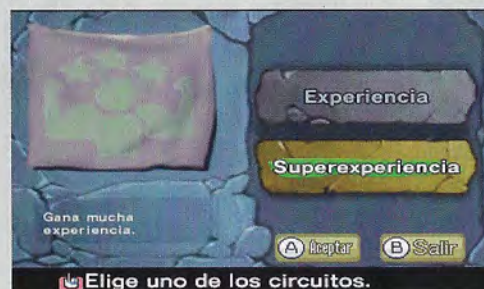 Experiencia
Superexperiencia
Gana mucha
experiencia.
A Aceptar
B Salir
Elige uno de los circuitos.